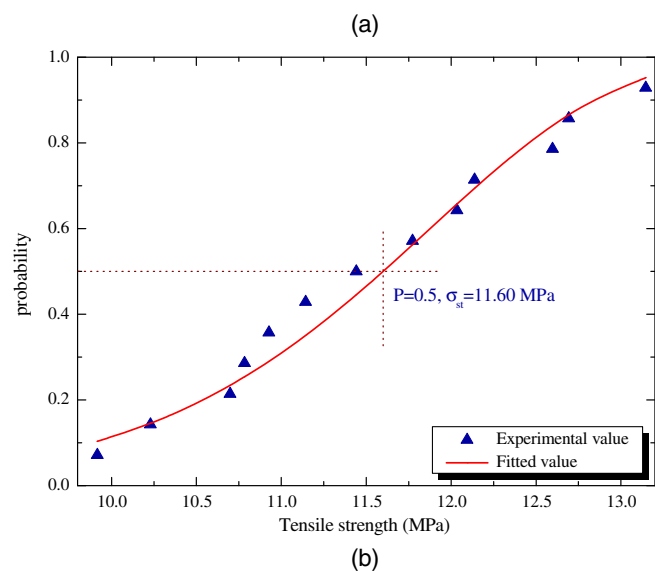 (a)
1.0
0.8
0.6
0.4
0.2
0.0
probability
P=0.5, σst=11.60 MPa
Experimental value
Fitted value
10.0 10.5 11.0 11.5 12.0 12.5 13.0
Tensile strength (MPa)
(b)